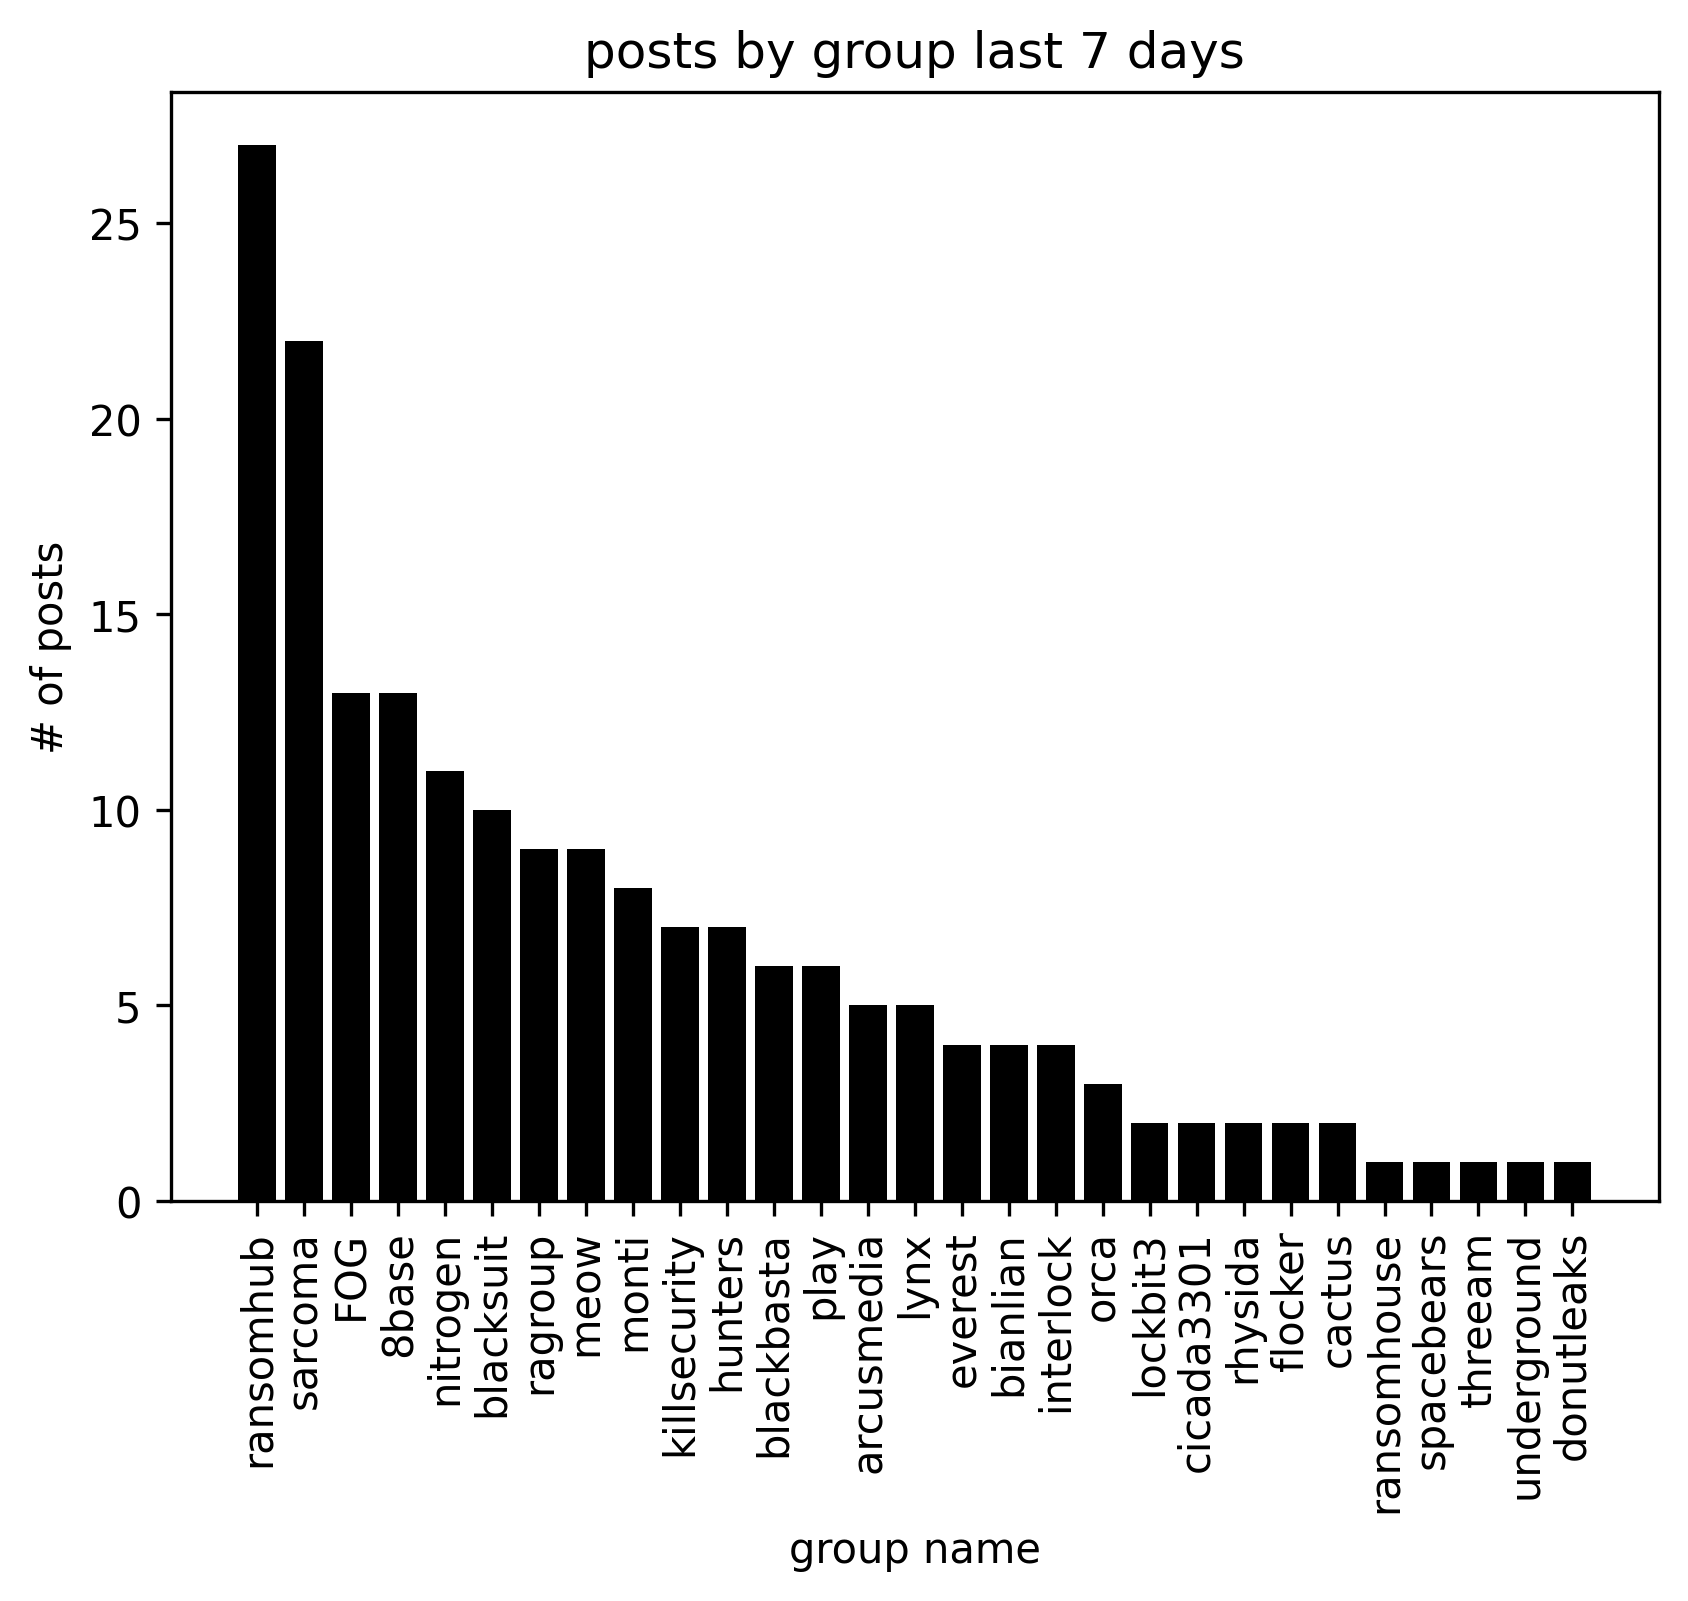 posts by group last 7 days
# of posts
25
20
15
10
5
0
ransomhub
sarcoma
FOG
8base
nitrogen
blacksuit
ragroup
meow
monti
killsecurity
hunters
blackbasta
play
arcusmedia
lynx
everest
bianlian
interlock
orca
lockbit3
cicada3301
rhysida
flocker
cactus
ransomhouse
spacebears
threeam
underground
donutleaks
group name